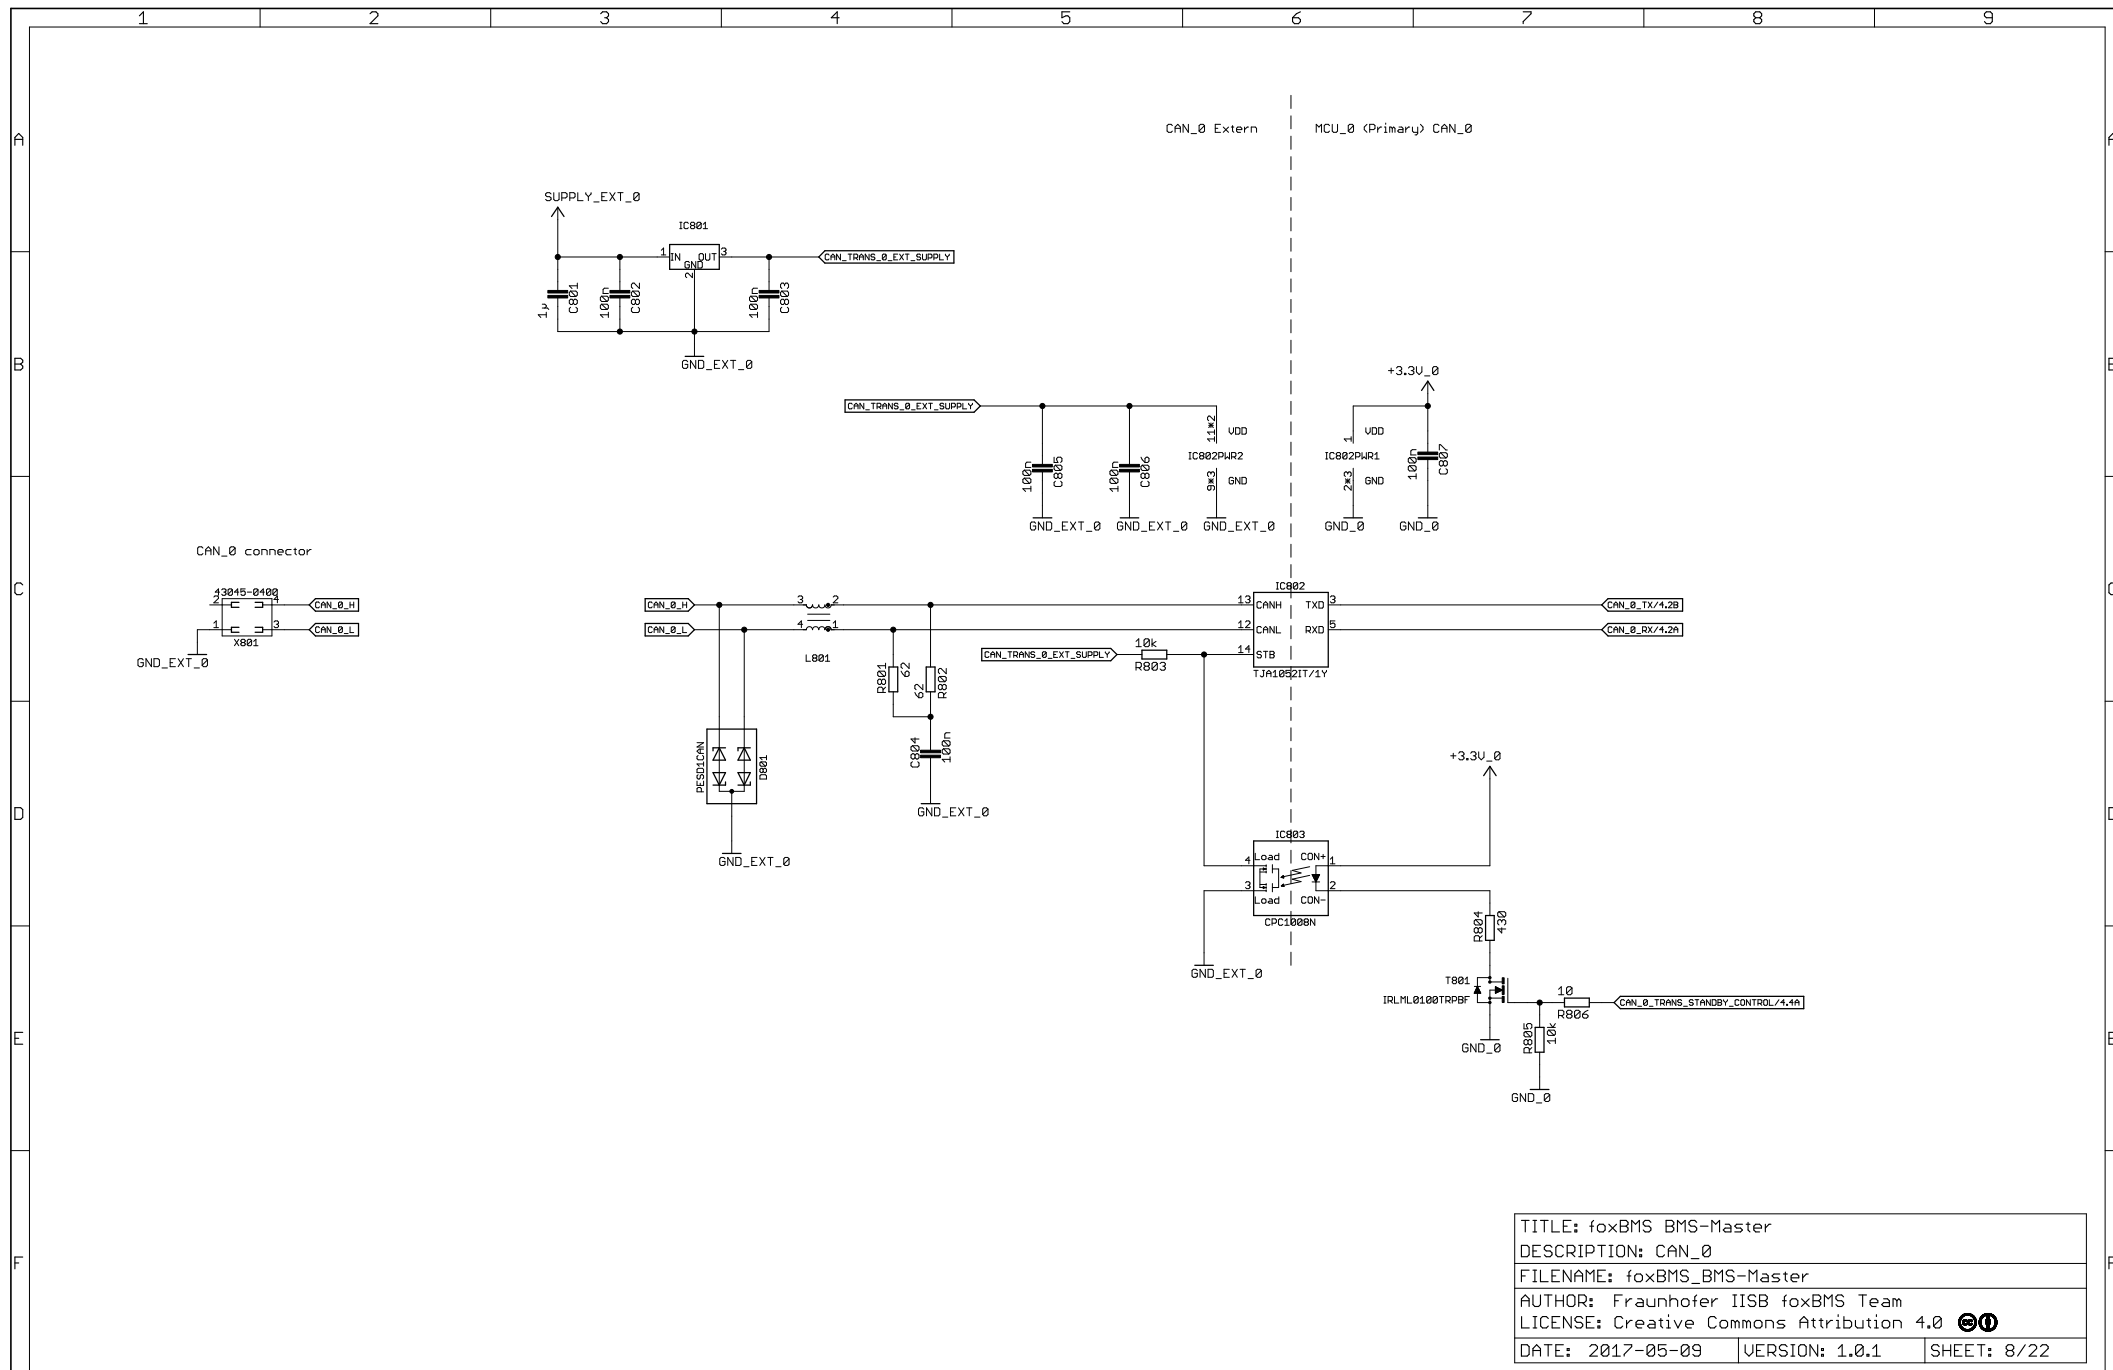 1 2 3 4 5 6 7 8 9
A A
CAN_0 Extern MCU_0 (Primary) CAN_0
SUPPLY_EXT_0
IC801
1 IN OUT 3 CAN_TRANS_0_EXT_SUPPLY
GND
2
1µ C801 100n C802 100n C803
GND_EXT_0
B B
+3.3V_0
CAN_TRANS_0_EXT_SUPPLY
11*2 VDD 1 VDD
IC802PWR2 IC802PWR1
100n C805 100n C806 100n C807
9*3 GND 2*3 GND
GND_EXT_0 GND_EXT_0 GND_EXT_0 GND_0 GND_0
CAN_0 connector
C C
43045-0400 IC802
2 4 CAN_0_H CAN_0_H 3 2 13 CANH TXD 3 CAN_0_TX/4.2B
1 3 CAN_0_L CAN_0_L 4 1 12 CANL RXD 5 CAN_0_RX/4.2A
X801
GND_EXT_0
L801
CAN_TRANS_0_EXT_SUPPLY 10k R803 14 STB
TJA1052IT/1Y
R801 62 62 R802
C804 100n
PESD1CAN D801
+3.3V_0
D D
GND_EXT_0
GND_EXT_0
IC803
4 Load CON+ 1
3 Load CON- 2
CPC1008N
R804 430
GND_EXT_0
T801
IRLML0100TRPBF
10 CAN_0_TRANS_STANDBY_CONTROL/4.4A
R806
R805 10k
E E
GND_0
GND_0
F F
TITLE: foxBMS BMS-Master
DESCRIPTION: CAN_0
FILENAME: foxBMS_BMS-Master
AUTHOR: Fraunhofer IISB foxBMS Team
LICENSE: Creative Commons Attribution 4.0 cc
DATE: 2017-05-09 VERSION: 1.0.1 SHEET: 8/22